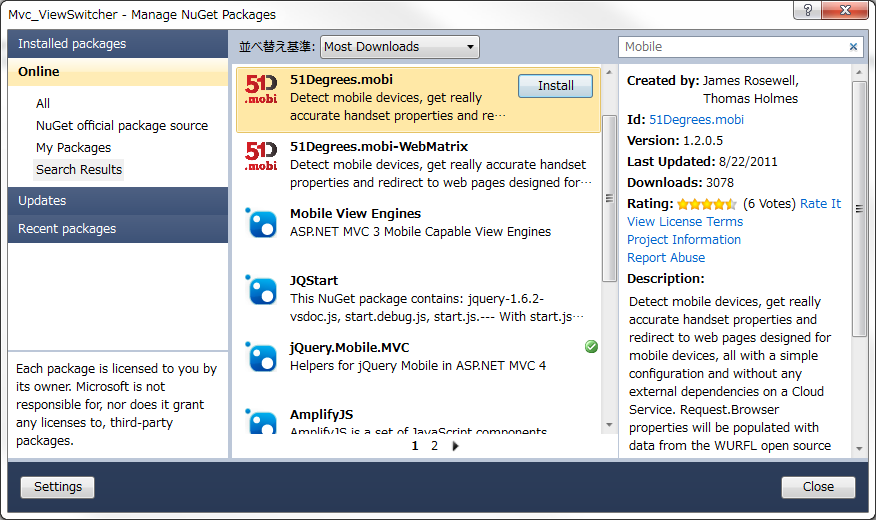 Mvc_ViewSwitcher - Manage NuGet Packages
Installed packages
Online
All
NuGet official package source
My Packages
Search Results
Updates
Recent packages
Each package is licensed to you by
its owner. Microsoft is not
responsible for, nor does it grant
any licenses to, third-party
packages.
並べ替え基準: Most Downloads
51D
.mobi
51Degrees.mobi
Install
Detect mobile devices, get really
accurate handset properties and re…
51D
.mobi
51Degrees.mobi-WebMatrix
Detect mobile devices, get really accurate handset
properties and redirect to web pages designed for…
Mobile View Engines
ASP.NET MVC 3 Mobile Capable View Engines
JQStart
This NuGet package contains: jquery-1.6.2-
vsdoc.js, start.debug.js, start.js.--- With start.js…
jQuery.Mobile.MVC
Helpers for jQuery Mobile in ASP.NET MVC 4
AmplifyJS
AmplifyJS is a set of JavaScript components
1 2
Mobile
Created by: James Rosewell,
Thomas Holmes
Id: 51Degrees.mobi
Version: 1.2.0.5
Last Updated: 8/22/2011
Downloads: 3078
Rating: (6 Votes) Rate It
View License Terms
Project Information
Report Abuse
Description:
Detect mobile devices, get really
accurate handset properties and
redirect to web pages designed for
mobile devices, all with a simple
configuration and without any
external dependencies on a Cloud
Service. Request.Browser
properties will be populated with
data from the WURFL open source
Settings
Close